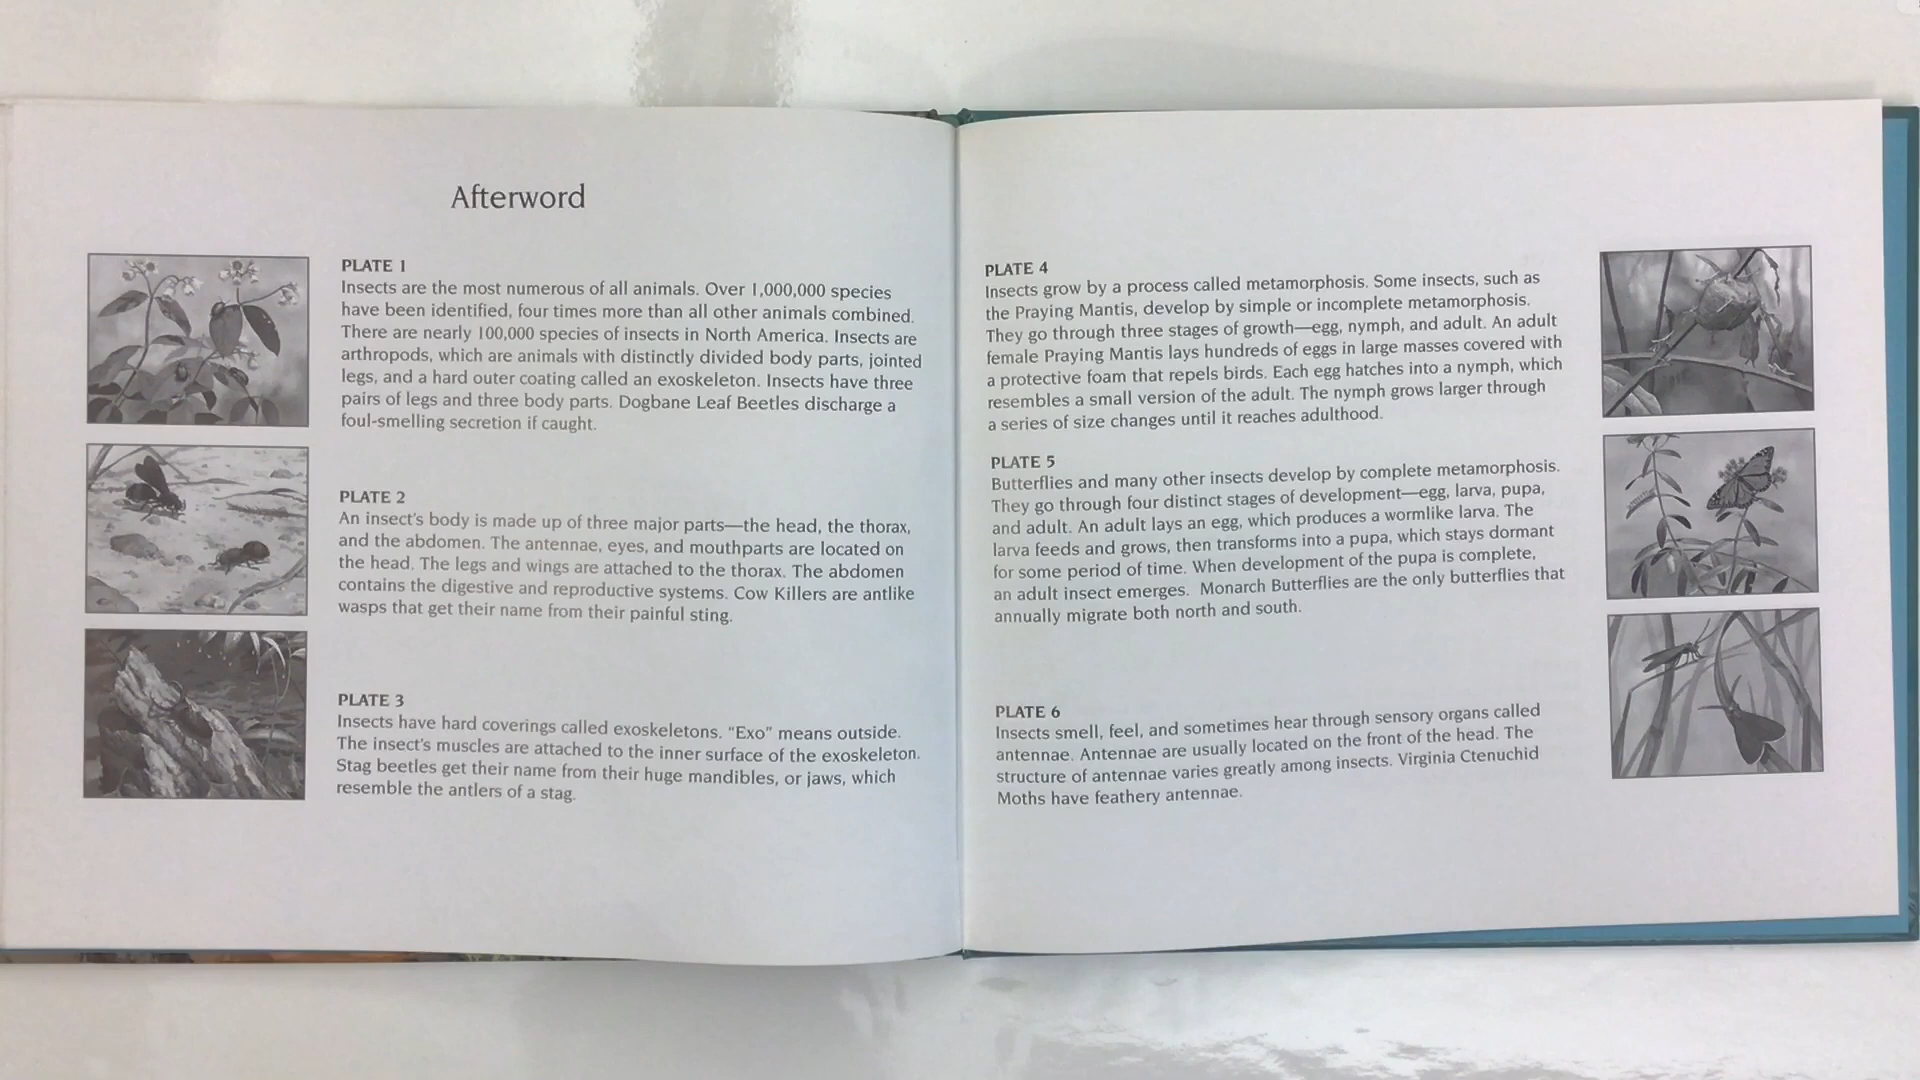 Afterword
PLATE 1
Insects are the most numerous of all animals. Over 1,000,000 species
have been identified, four times more than all other animals combined.
There are nearly 100,000 species of insects in North America. Insects are
arthropods, which are animals with distinctly divided body parts, jointed
legs, and a hard outer coating called an exoskeleton. Insects have three
pairs of legs and three body parts. Dogbane Leaf Beetles discharge a
foul-smelling secretion if caught.
PLATE 2
An insect's body is made up of three major parts—the head, the thorax,
and the abdomen. The antennae, eyes, and mouthparts are located on
the head. The legs and wings are attached to the thorax. The abdomen
contains the digestive and reproductive systems. Cow Killers are antlike
wasps that get their name from their painful sting.
PLATE 3
Insects have hard coverings called exoskeletons. "Exo" means outside.
The insect's muscles are attached to the inner surface of the exoskeleton.
Stag beetles get their name from their huge mandibles, or jaws, which
resemble the antlers of a stag.
PLATE 4
Insects grow by a process called metamorphosis. Some insects, such as
the Praying Mantis, develop by simple or incomplete metamorphosis.
They go through three stages of growth—egg, nymph, and adult. An adult
female Praying Mantis lays hundreds of eggs in large masses covered with
a protective foam that repels birds. Each egg hatches into a nymph, which
resembles a small version of the adult. The nymph grows larger through
a series of size changes until it reaches adulthood.
PLATE 5
Butterflies and many other insects develop by complete metamorphosis.
They go through four distinct stages of development—egg, larva, pupa,
and adult. An adult lays an egg, which produces a wormlike larva. The
larva feeds and grows, then transforms into a pupa, which stays dormant
for some period of time. When development of the pupa is complete,
an adult insect emerges. Monarch Butterflies are the only butterflies that
annually migrate both north and south.
PLATE 6
Insects smell, feel, and sometimes hear through sensory organs called
antennae. Antennae are usually located on the front of the head. The
structure of antennae varies greatly among insects. Virginia Ctenuchid
Moths have feathery antennae.